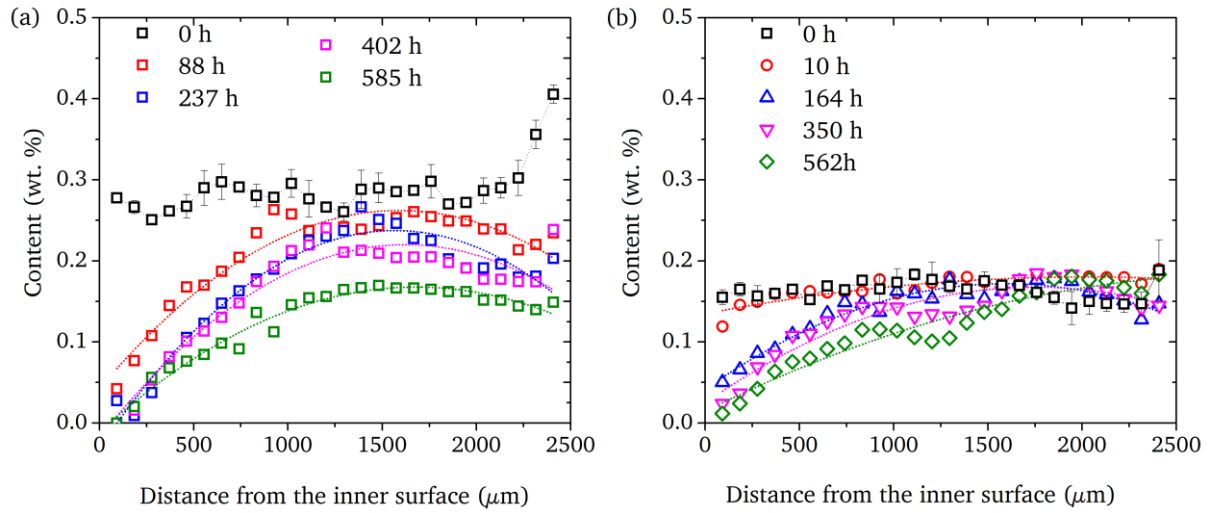 (a)
0 h
88 h
237 h
402 h
585 h
Content (wt. %)
0.5
0.4
0.3
0.2
0.1
0.0
0
500
1000
1500
2000
2500
Distance from the inner surface (μm)
(b)
0 h
10 h
164 h
350 h
562h
Content (wt. %)
0.5
0.4
0.3
0.2
0.1
0.0
0
500
1000
1500
2000
2500
Distance from the inner surface (μm)